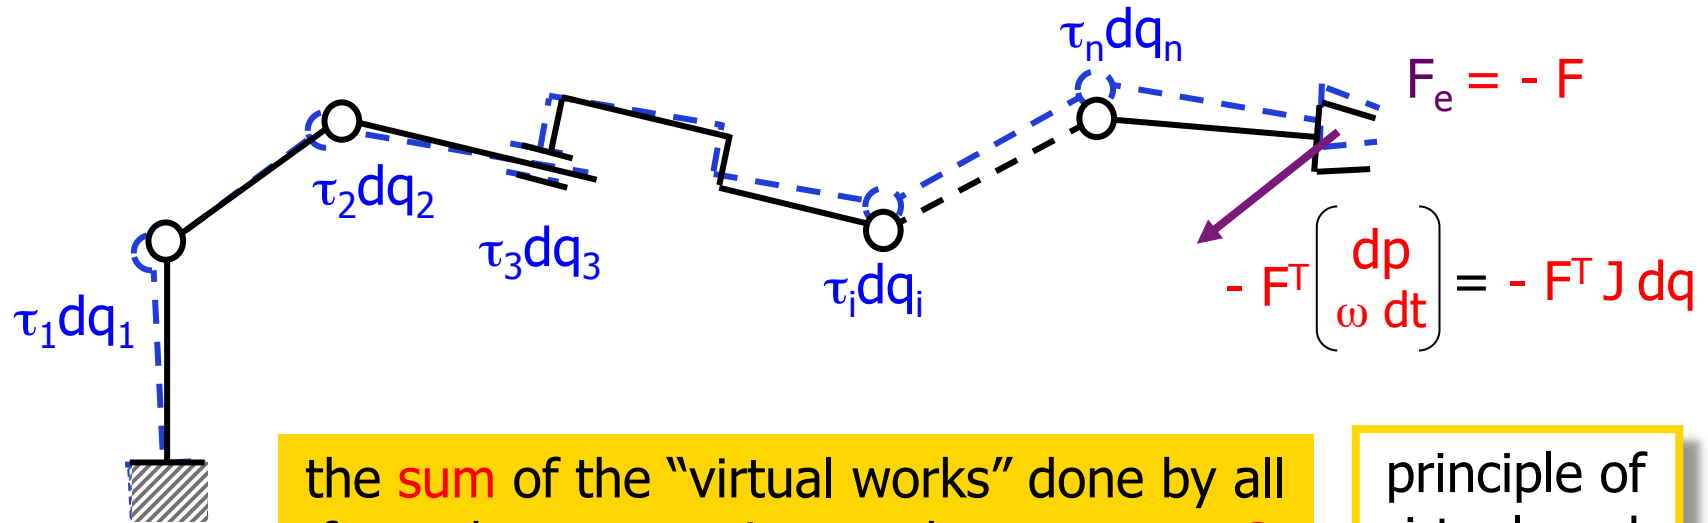 τₙdqₙ
Fₑ = - F
τ₂dq₂
τ₃dq₃
τᵢdqᵢ
- Fᵀ ( dp
ω dt ) = - Fᵀ J dq
τ₁dq₁
the sum of the “virtual works” done by all
principle of